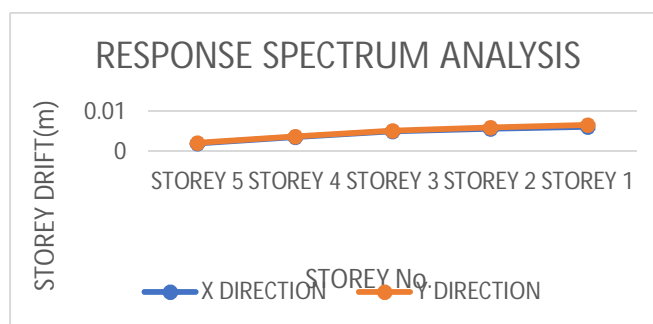 RESPONSE SPECTRUM ANALYSIS
STOREY DRIFT(m)
0.01
0
STOREY 5 STOREY 4 STOREY 3 STOREY 2 STOREY 1
STOREY No.
X DIRECTION Y DIRECTION